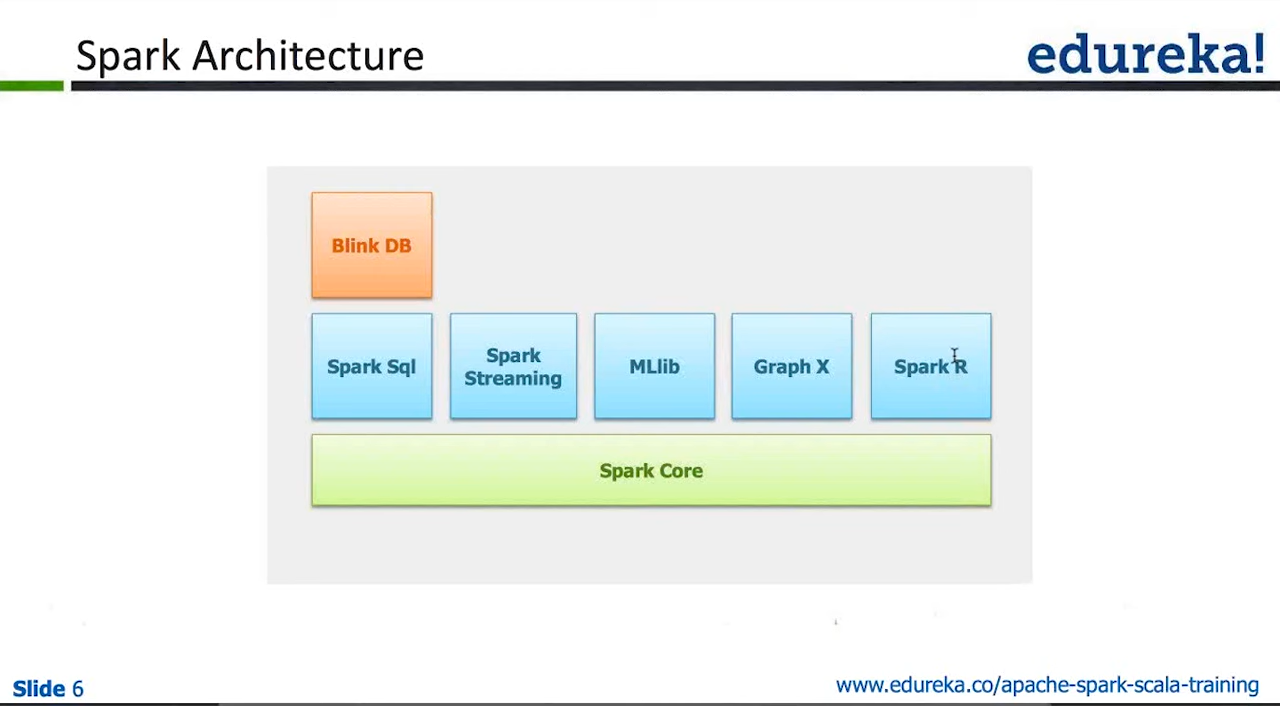 Spark Architecture
edureka!
Blink DB
Spark Sql
Spark
Streaming
MLlib
Graph X
Spark R
Spark Core
Slide 6
www.edureka.co/apache-spark-scala-training